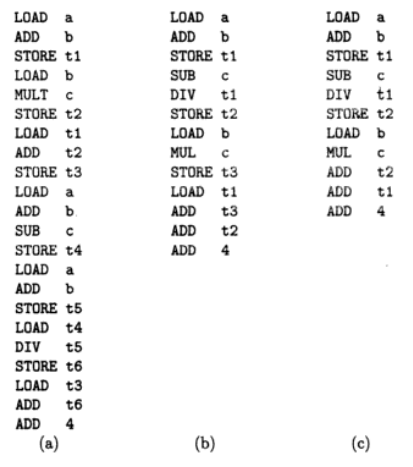 LOAD a
ADD b
STORE t1
LOAD b
MULT c
STORE t2
LOAD t1
ADD t2
STORE t3
LOAD a
ADD b
SUB c
STORE t4
LOAD a
ADD b
STORE t5
LOAD t4
DIV t5
STORE t6
LOAD t3
ADD t6
ADD 4
(a)
LOAD a
ADD b
STORE t1
SUB c
DIV t1
STORE t2
LOAD b
MUL c
STORE t3
LOAD t1
ADD t3
ADD t2
ADD 4
(b)
LOAD a
ADD b
STORE t1
SUB c
DIV t1
STORE t2
LOAD b
MUL c
ADD t2
ADD t1
ADD 4
(c)